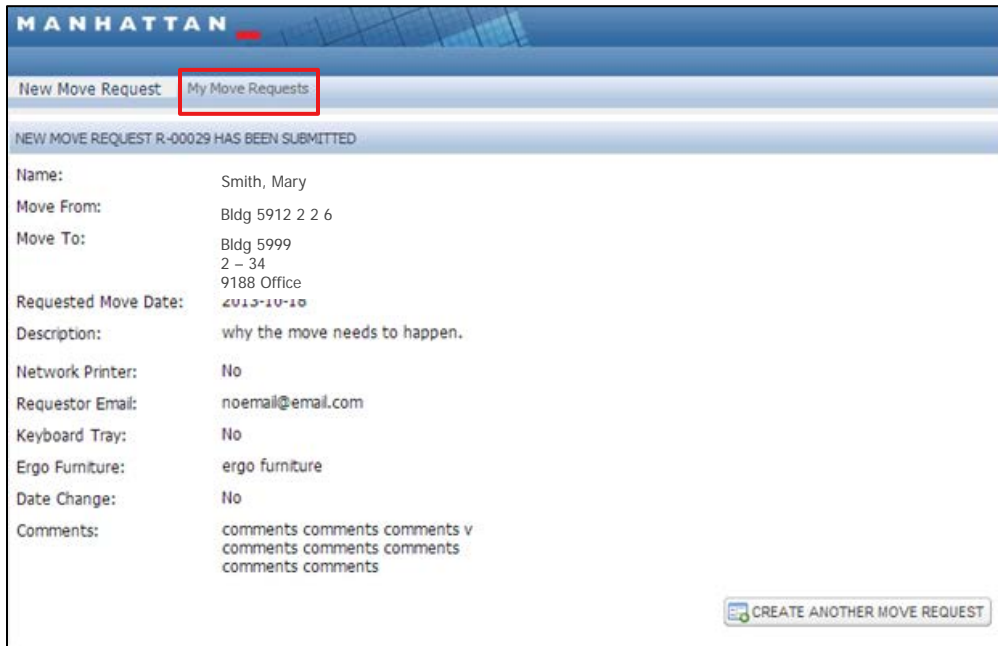 MANHATTAN
New Move Request My Move Requests
NEW MOVE REQUEST R-00029 HAS BEEN SUBMITTED
Name: Smith, Mary
Move From: Bldg 5912 2 2 6
Move To: Bldg 5999
2 – 34
9188 Office
Requested Move Date: 2013-10-18
Description: why the move needs to happen.
Network Printer: No
Requestor Email: noemail@email.com
Keyboard Tray: No
Ergo Furniture: ergo furniture
Date Change: No
Comments: comments comments comments v
comments comments comments
comments comments
CREATE ANOTHER MOVE REQUEST